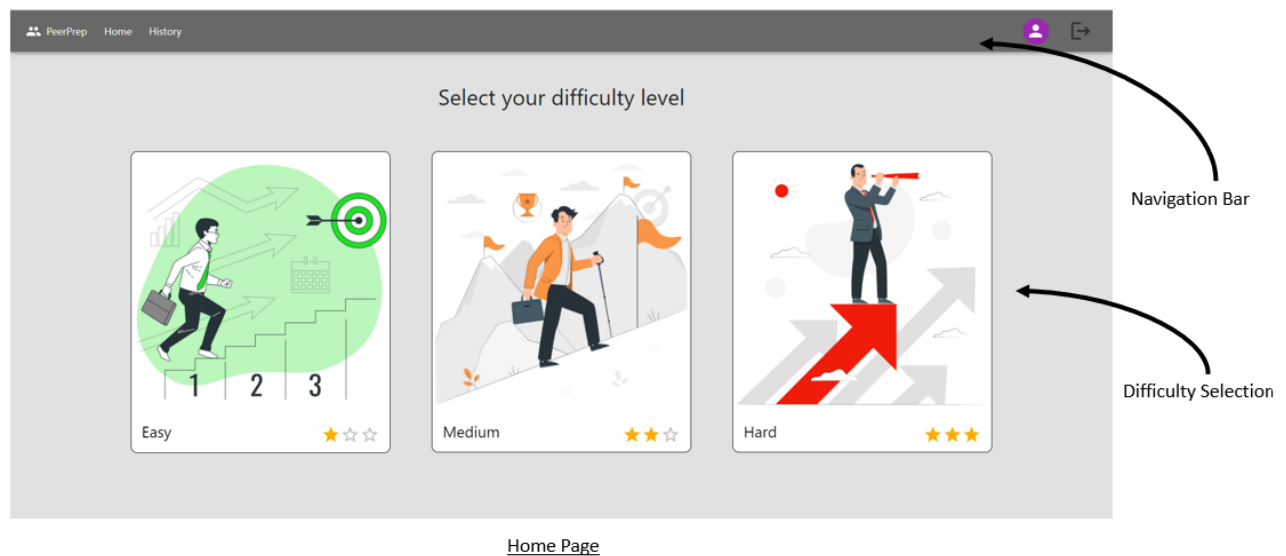 PeerPrep Home History
Select your difficulty level
Navigation Bar
1 2 3
Difficulty Selection
Easy
Medium
Hard
Home Page